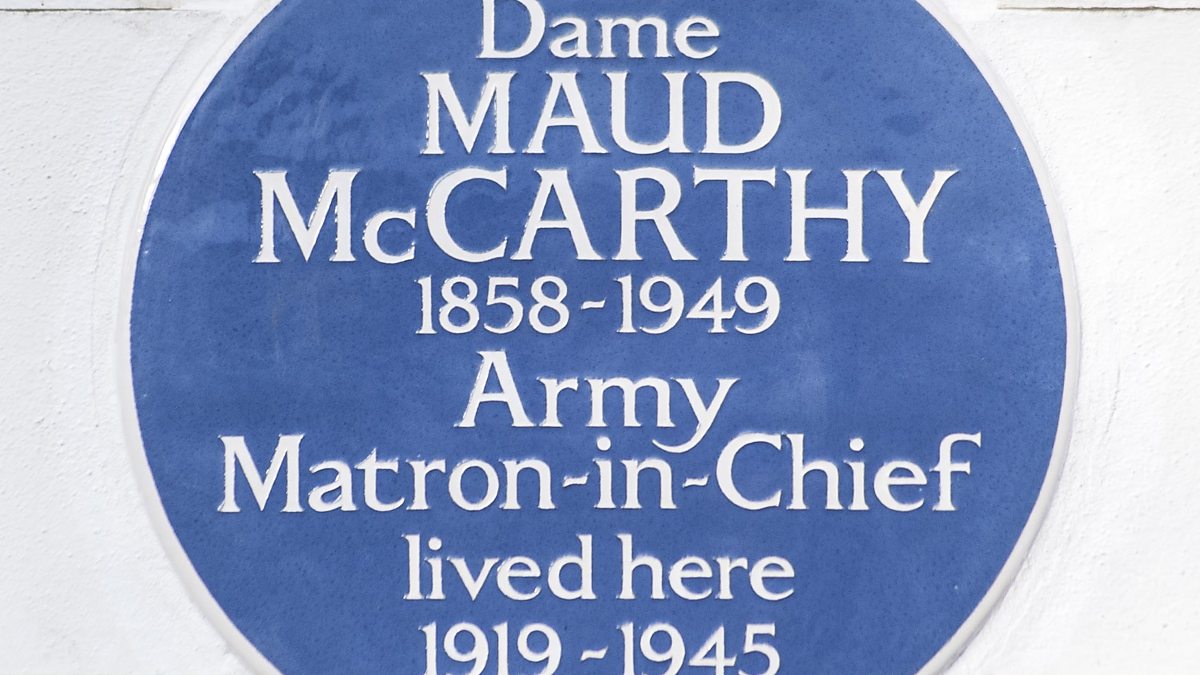 Dame
MAUD
McCARTHY
1858-1949
Army
Matron-in-Chief
lived here
1919-1945